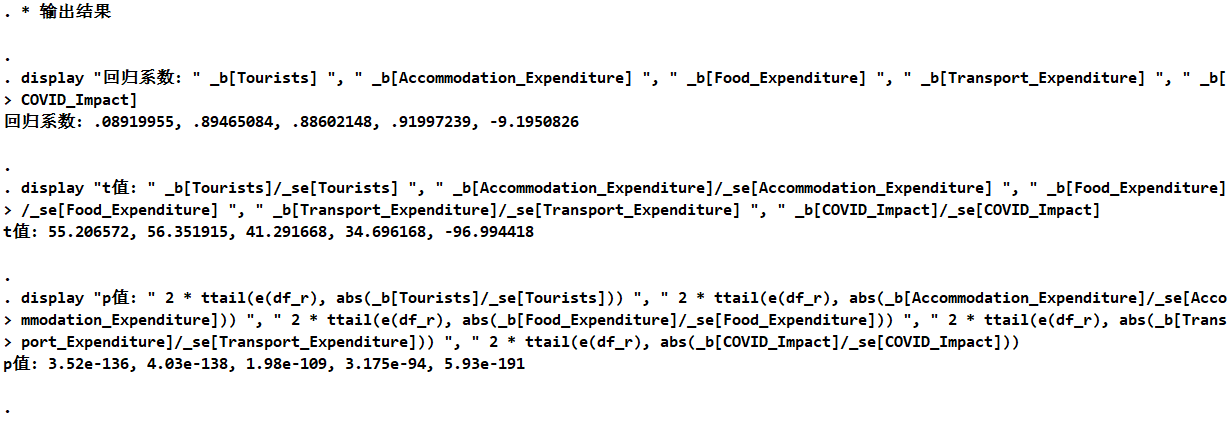 . * 输出结果
.
. display "回归系数: " _b[Tourists] ", " _b[Accommodation_Expenditure] ", " _b[Food_Expenditure] ", " _b[Transport_Expenditure] ", " _b[
> COVID_Impact]
回归系数: .08919955, .89465084, .88602148, .91997239, -9.1950826
.
. display "t值: " _b[Tourists]/_se[Tourists] ", " _b[Accommodation_Expenditure]/_se[Accommodation_Expenditure] ", " _b[Food_Expenditure]
> /_se[Food_Expenditure] ", " _b[Transport_Expenditure]/_se[Transport_Expenditure] ", " _b[COVID_Impact]/_se[COVID_Impact]
t值: 55.206572, 56.351915, 41.291668, 34.696168, -96.994418
.
. display "p值: " 2 * ttail(e(df_r), abs(_b[Tourists]/_se[Tourists])) ", " 2 * ttail(e(df_r), abs(_b[Accommodation_Expenditure]/_se[Acco
> mmodation_Expenditure])) ", " 2 * ttail(e(df_r), abs(_b[Food_Expenditure]/_se[Food_Expenditure])) ", " 2 * ttail(e(df_r), abs(_b[Trans
> port_Expenditure]/_se[Transport_Expenditure])) ", " 2 * ttail(e(df_r), abs(_b[COVID_Impact]/_se[COVID_Impact]))
p值: 3.52e-136, 4.03e-138, 1.98e-109, 3.175e-94, 5.93e-191
.